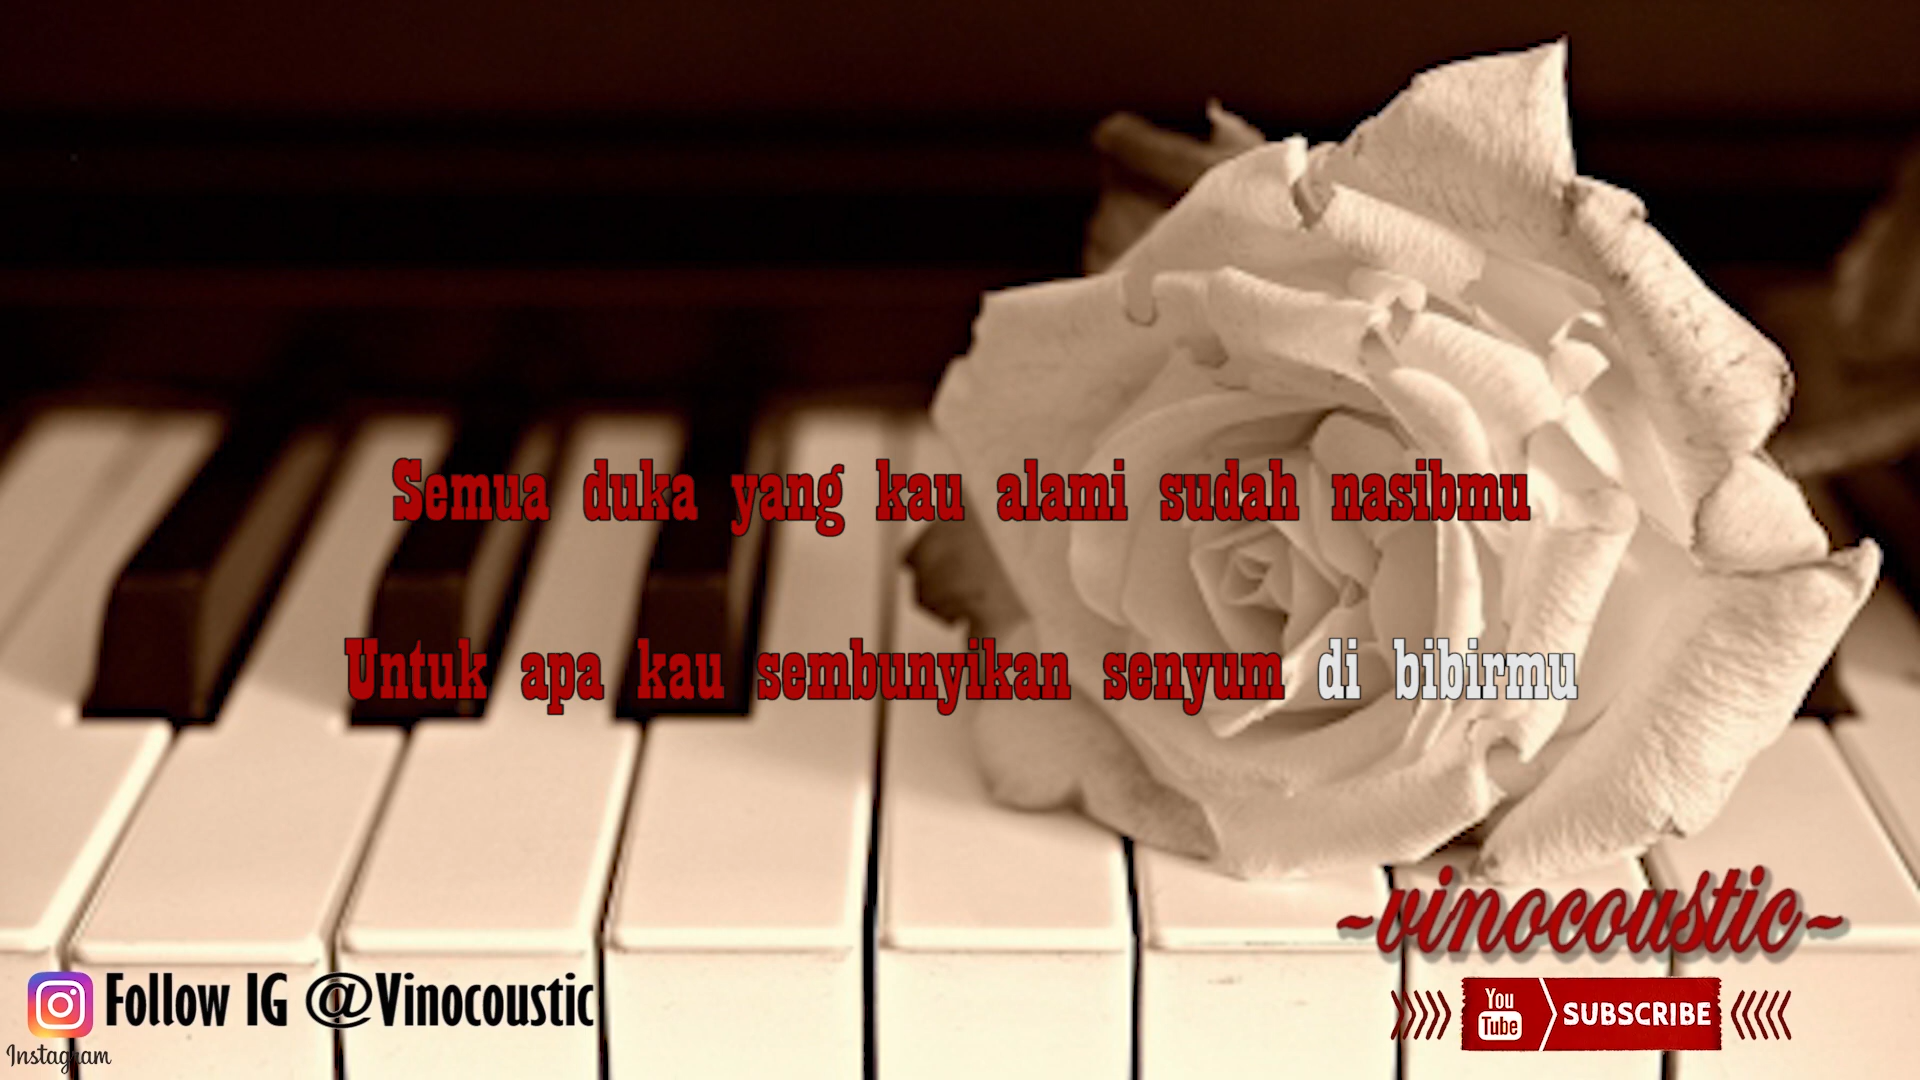 Semua duka yang kau alami sudah nasibmu
Untuk apa kau sembunyikan senyum di bibirmu
~vinocoustic~
Follow IG @Vinocoustic
Instagram
You Tube SUBSCRIBE